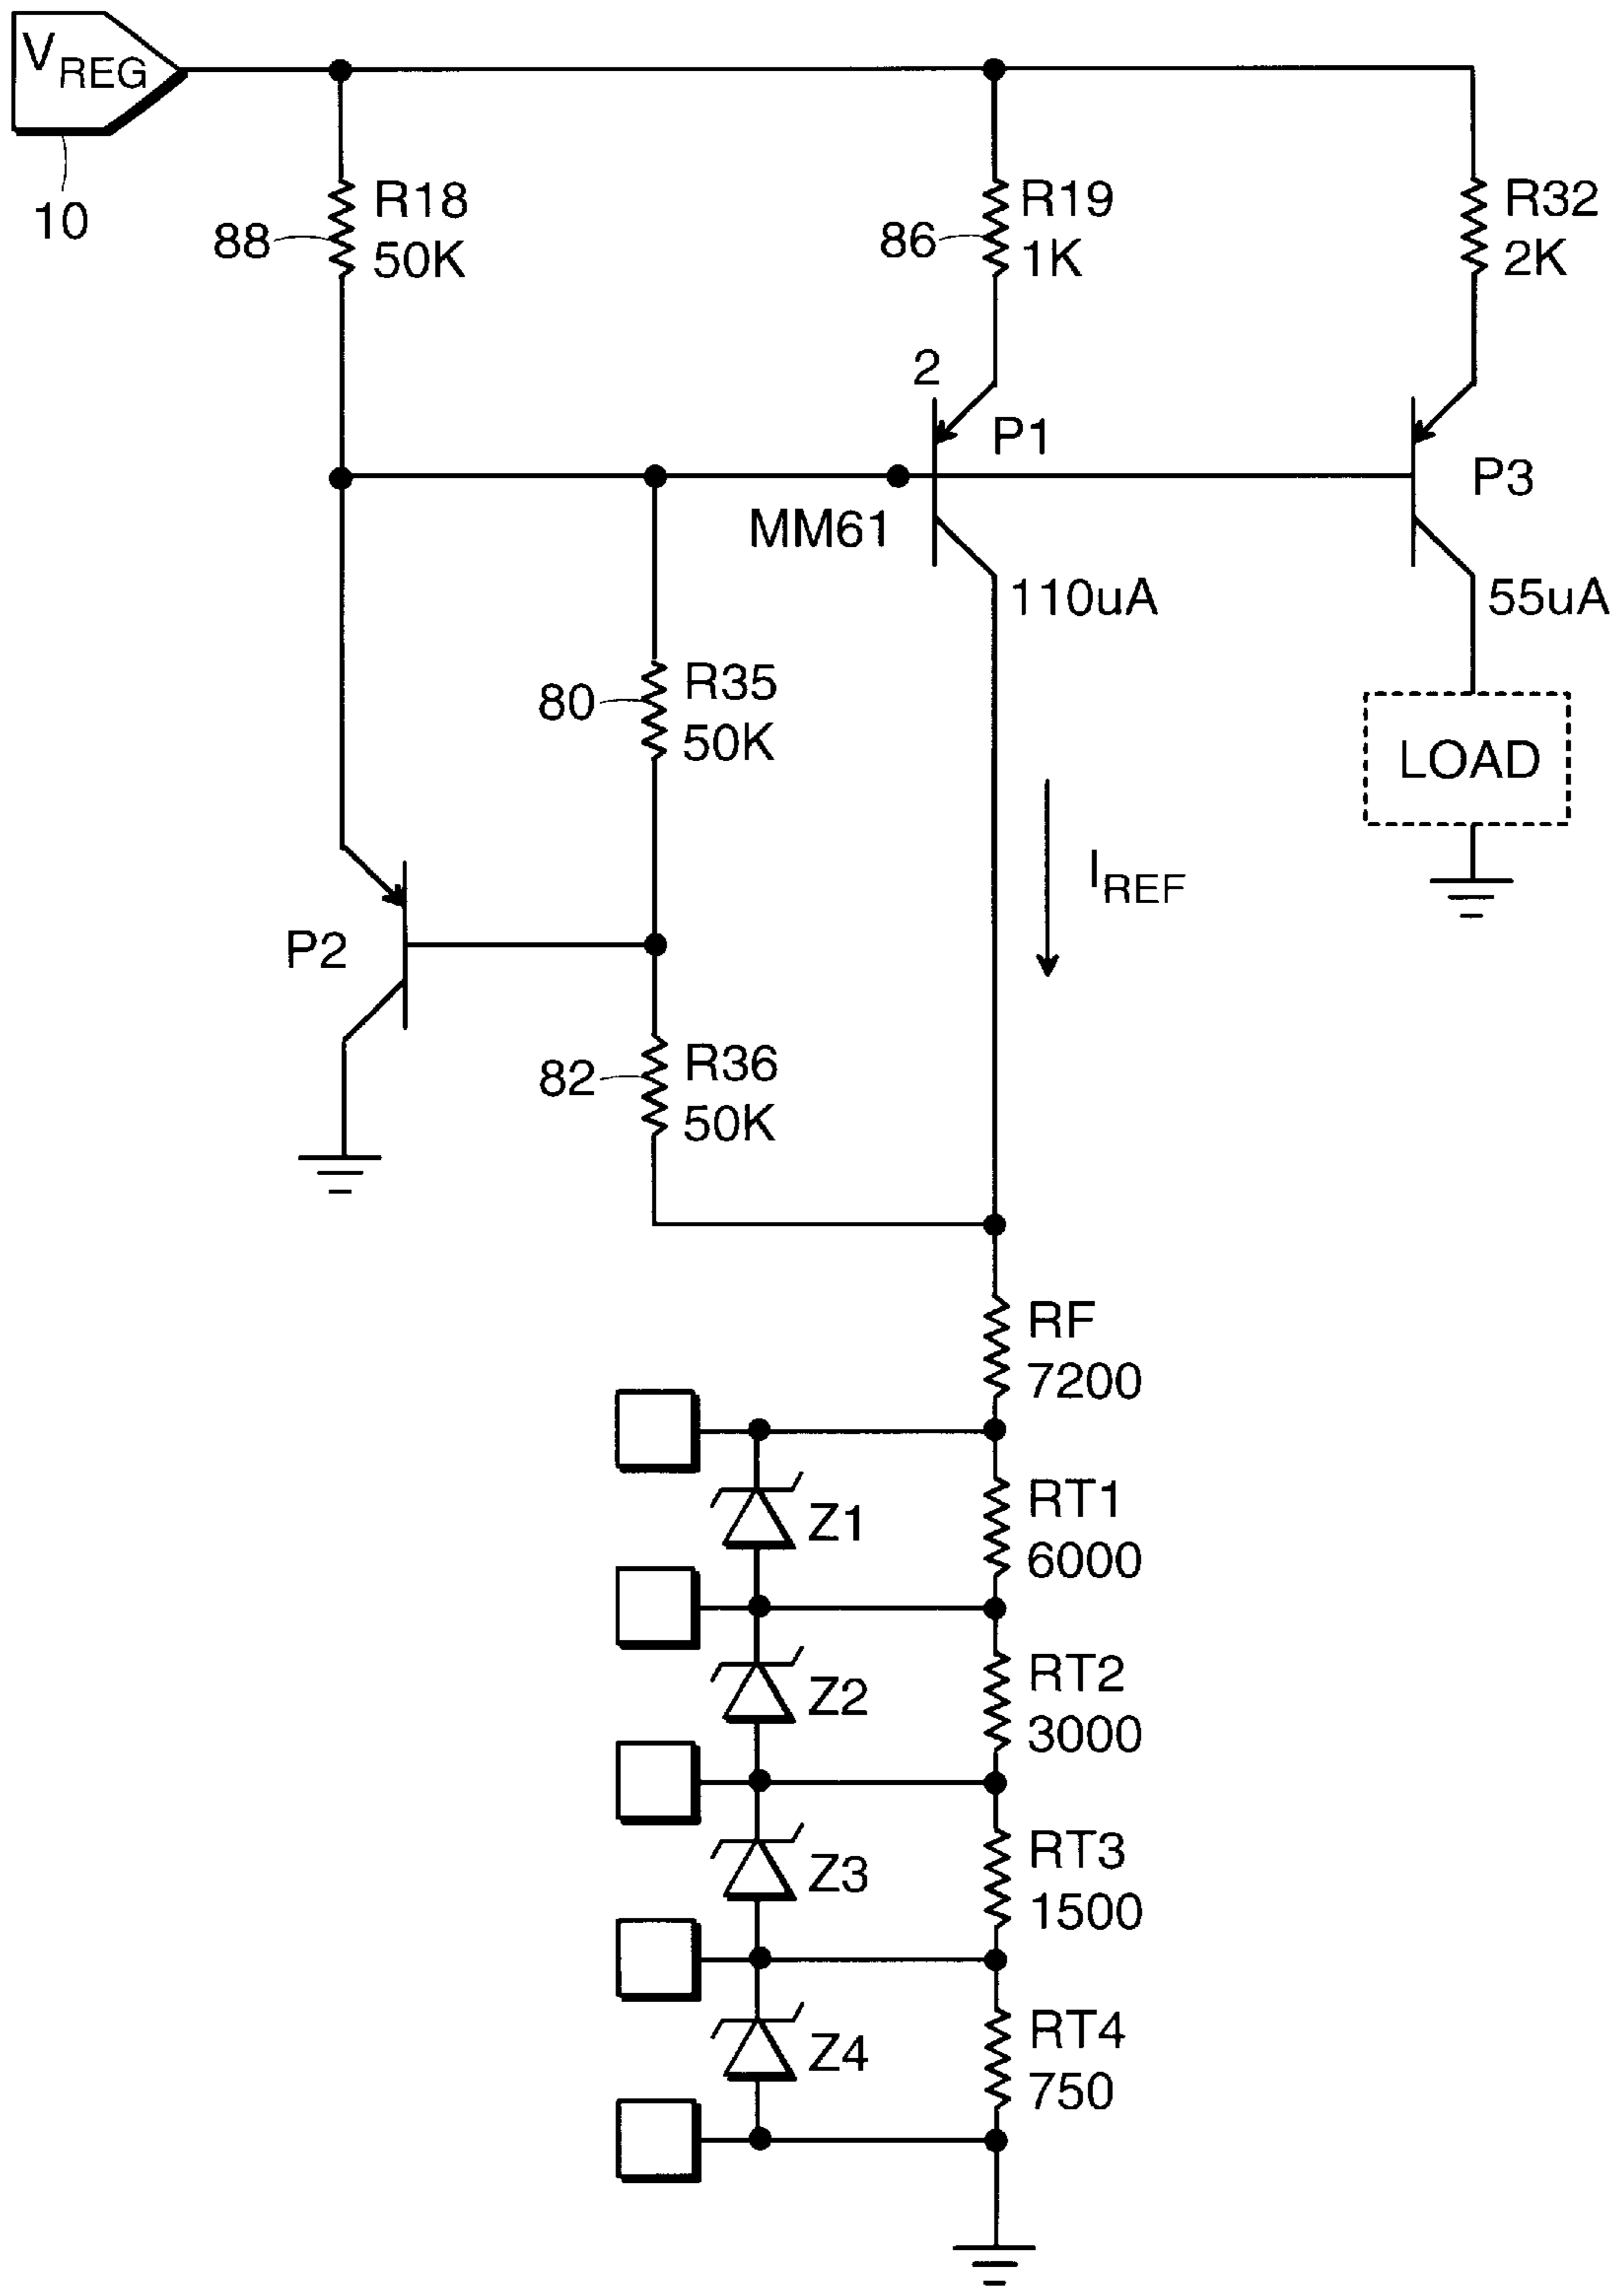 VREG
10
R18
50K
88
R19
1K
86
R32
2K
2
P1
P3
MM61
110uA
55uA
R35
50K
80
LOAD
IREF
P2
R36
50K
82
RF
7200
RT1
6000
Z1
RT2
3000
Z2
RT3
1500
Z3
RT4
750
Z4